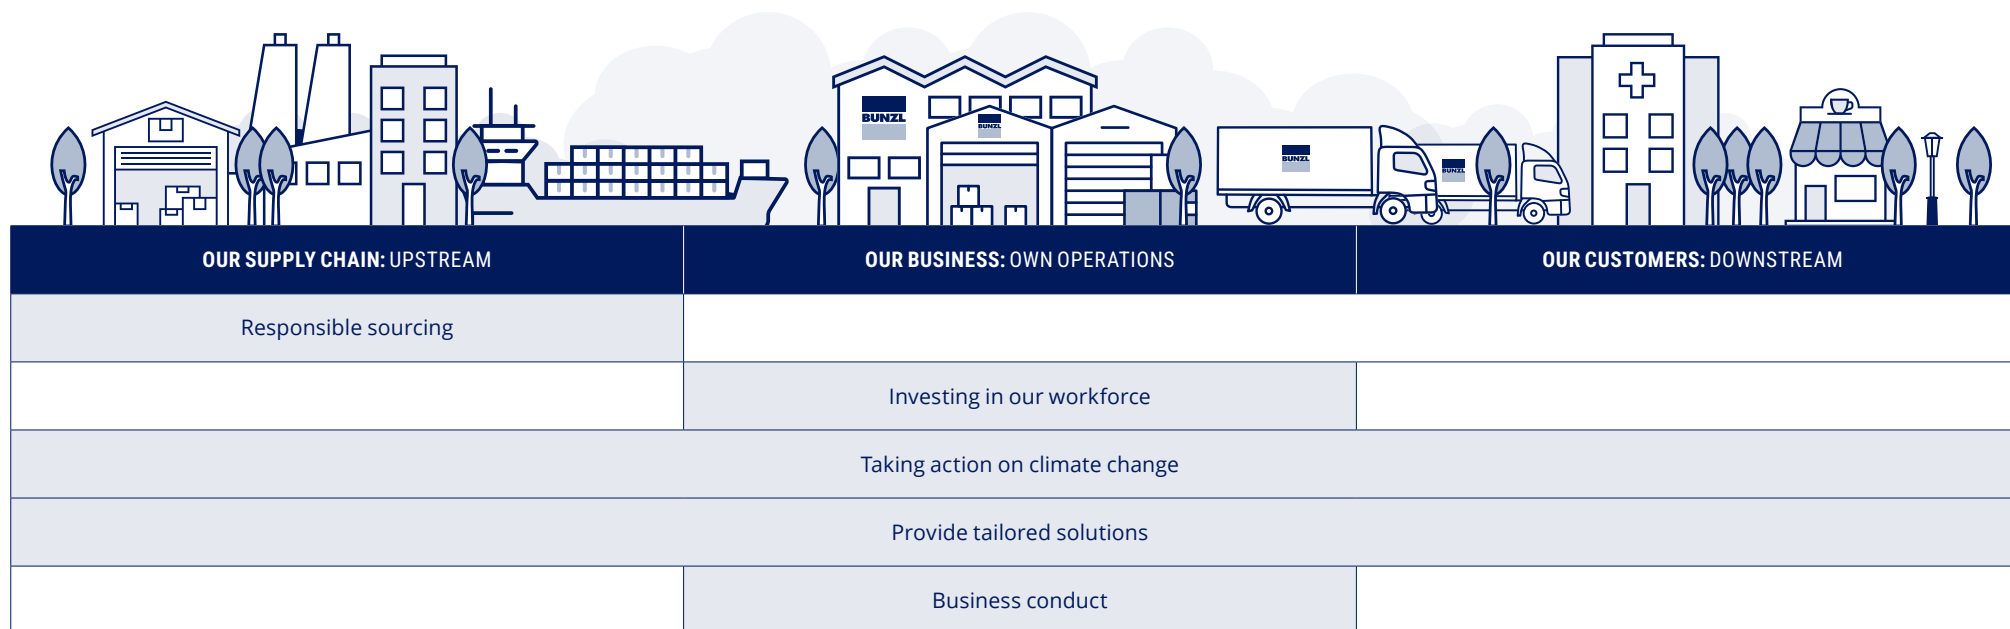 BUNZL
BUNZL
BUNZL
BUNZL
OUR SUPPLY CHAIN: UPSTREAM
OUR BUSINESS: OWN OPERATIONS
OUR CUSTOMERS: DOWNSTREAM
Responsible sourcing
Investing in our workforce
Taking action on climate change
Provide tailored solutions
Business conduct